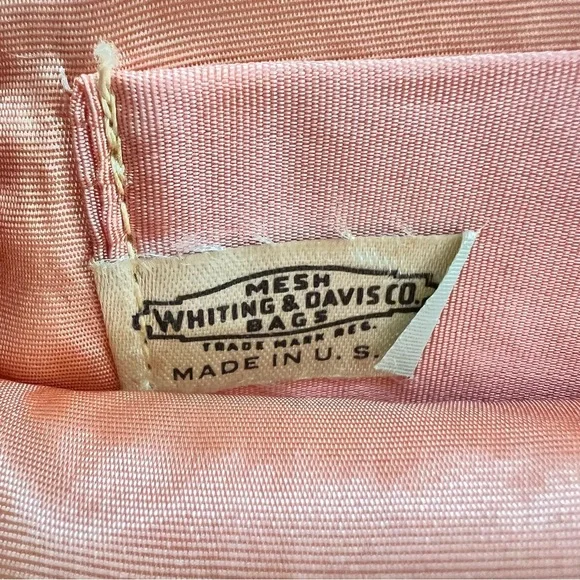 MESH
WHITING & DAVIS CO.
BAGS
TRADE MARK REG.
MADE IN U. S.